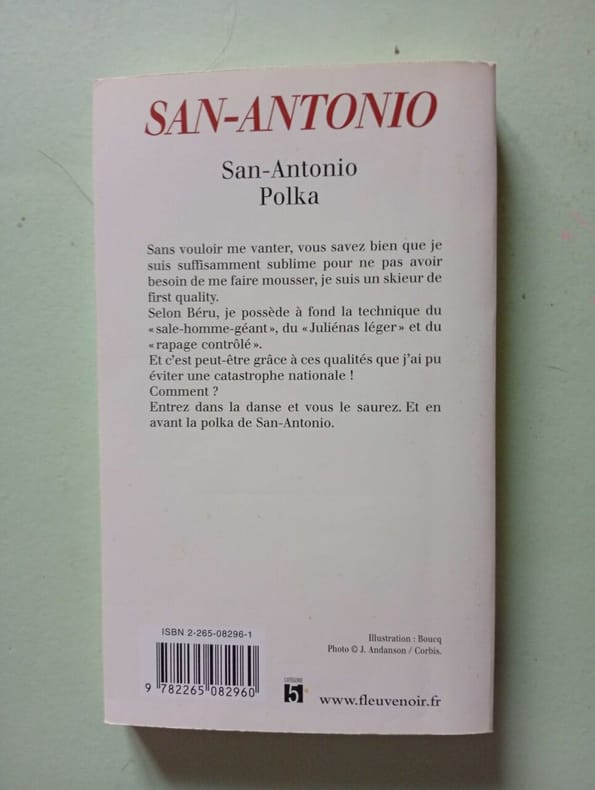 SAN-ANTONIO
San-Antonio
Polka
Sans vouloir me vanter, vous savez bien que je
suis suffisamment sublime pour ne pas avoir
besoin de me faire mousser, je suis un skieur de
first quality.
Selon Béru, je possède à fond la technique du
« sale-homme-géant », du « Juliénas léger » et du
« rapage contrôlé ».
Et c'est peut-être grâce à ces qualités que j'ai pu
éviter une catastrophe nationale !
Comment ?
Entrez dans la danse et vous le saurez. Et en
avant la polka de San-Antonio.
ISBN 2-265-08296-1
Illustration : Boucq
Photo © J. Andanson / Corbis.
9 782265 082960
CATÉGORIE
5
www.fleuvenoir.fr